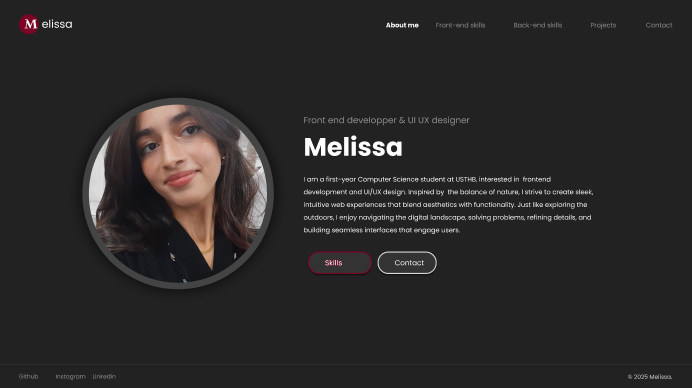 Melissa
About me Front-end skills Back-end skills Projects Contact
Front end developper & UI UX designer
Melissa
I am a first-year Computer Science student at USTHB, interested in frontend
development and UI/UX design. Inspired by the balance of nature, I strive to create sleek,
intuitive web experiences that blend aesthetics with functionality. Just like exploring the
outdoors, I enjoy navigating the digital landscape, solving problems, refining details, and
building seamless interfaces that engage users.
Skills Contact
Github Instagram Linkedin © 2025 Melissa.